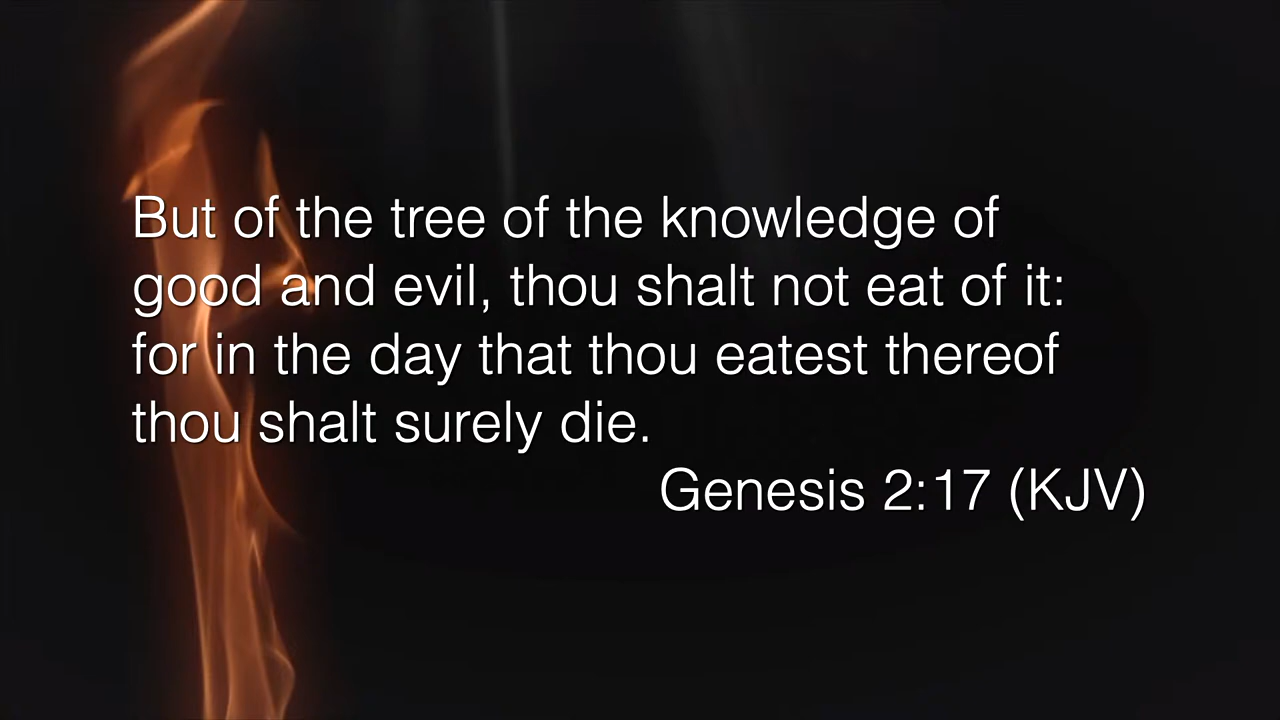 But of the tree of the knowledge of
good and evil, thou shalt not eat of it:
for in the day that thou eatest thereof
thou shalt surely die.
Genesis 2:17 (KJV)